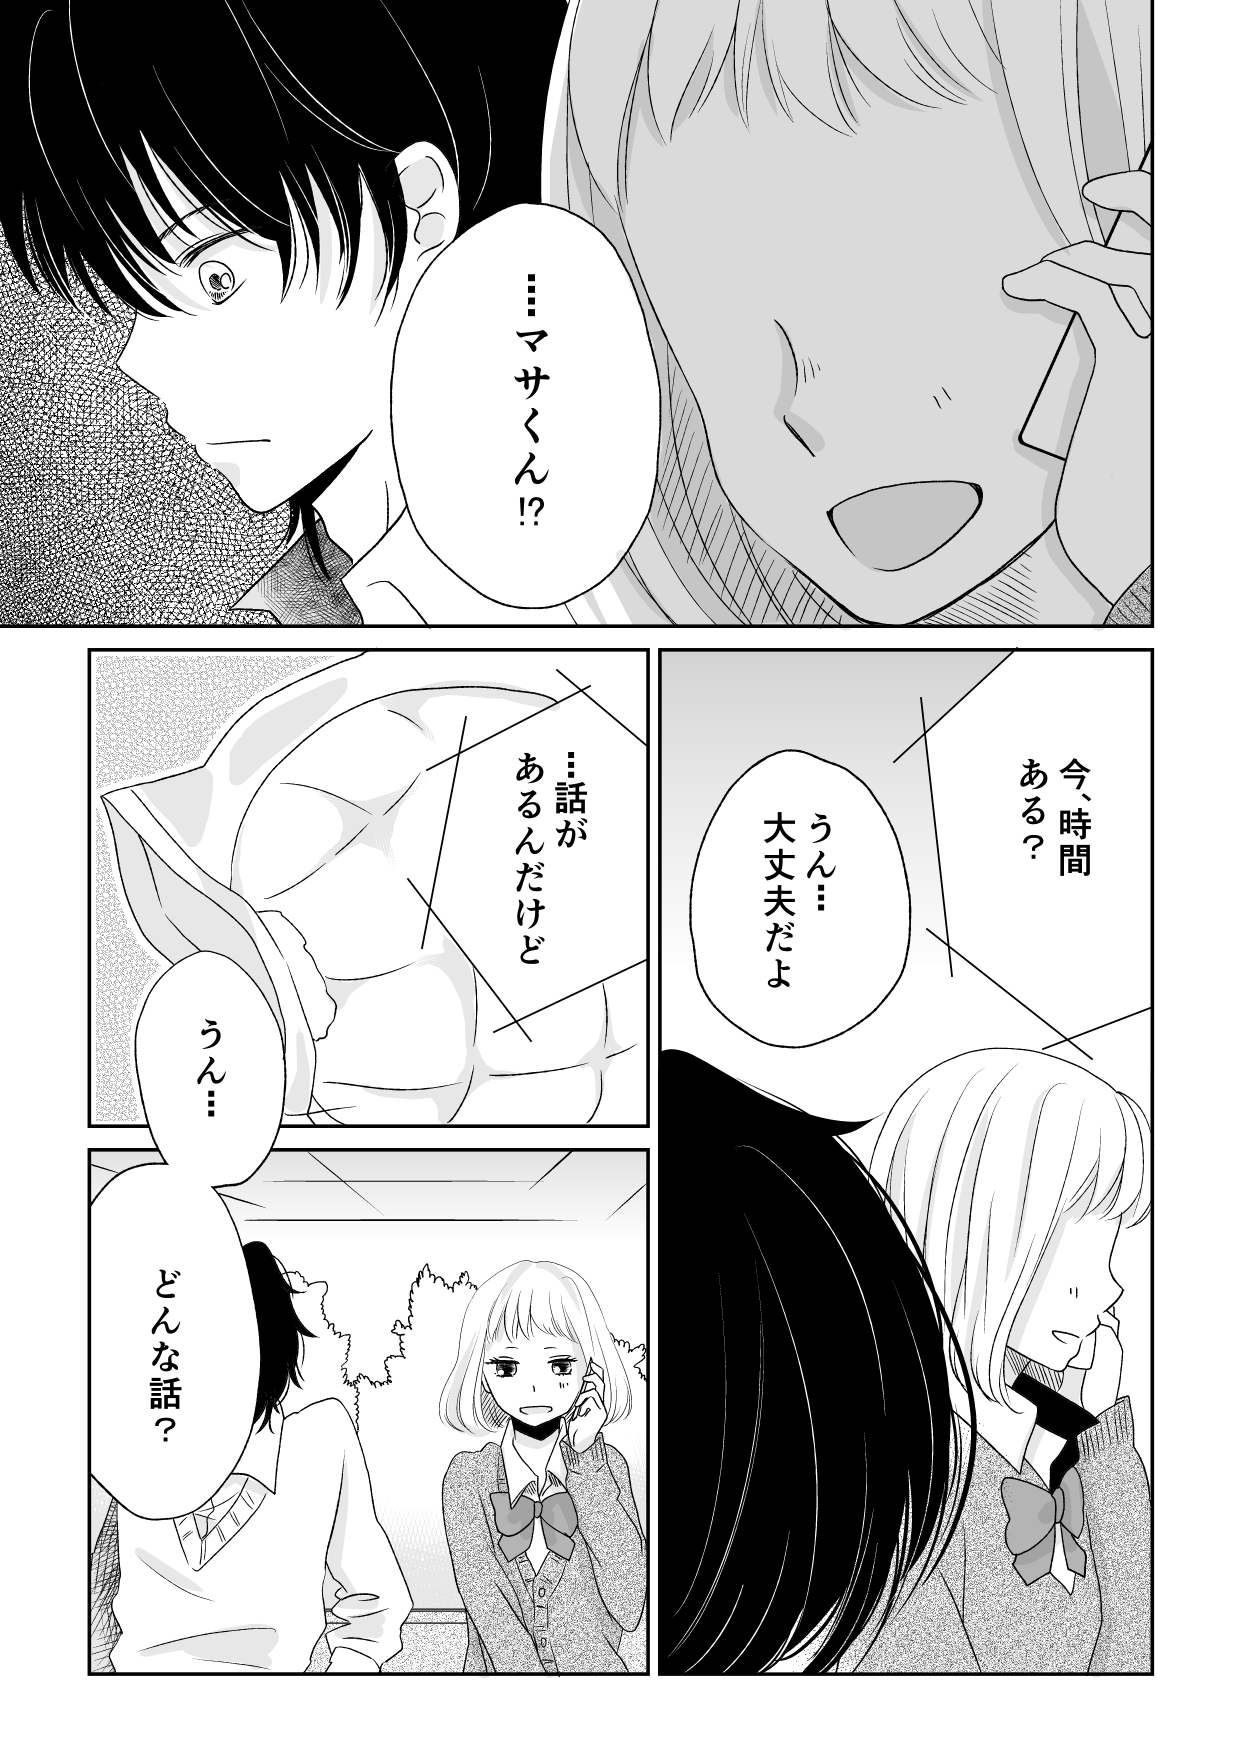 ……マサくん!?
今、時間
ある?
うん…
大丈夫だよ
…話が
あるんだけど
うん…
どんな話?